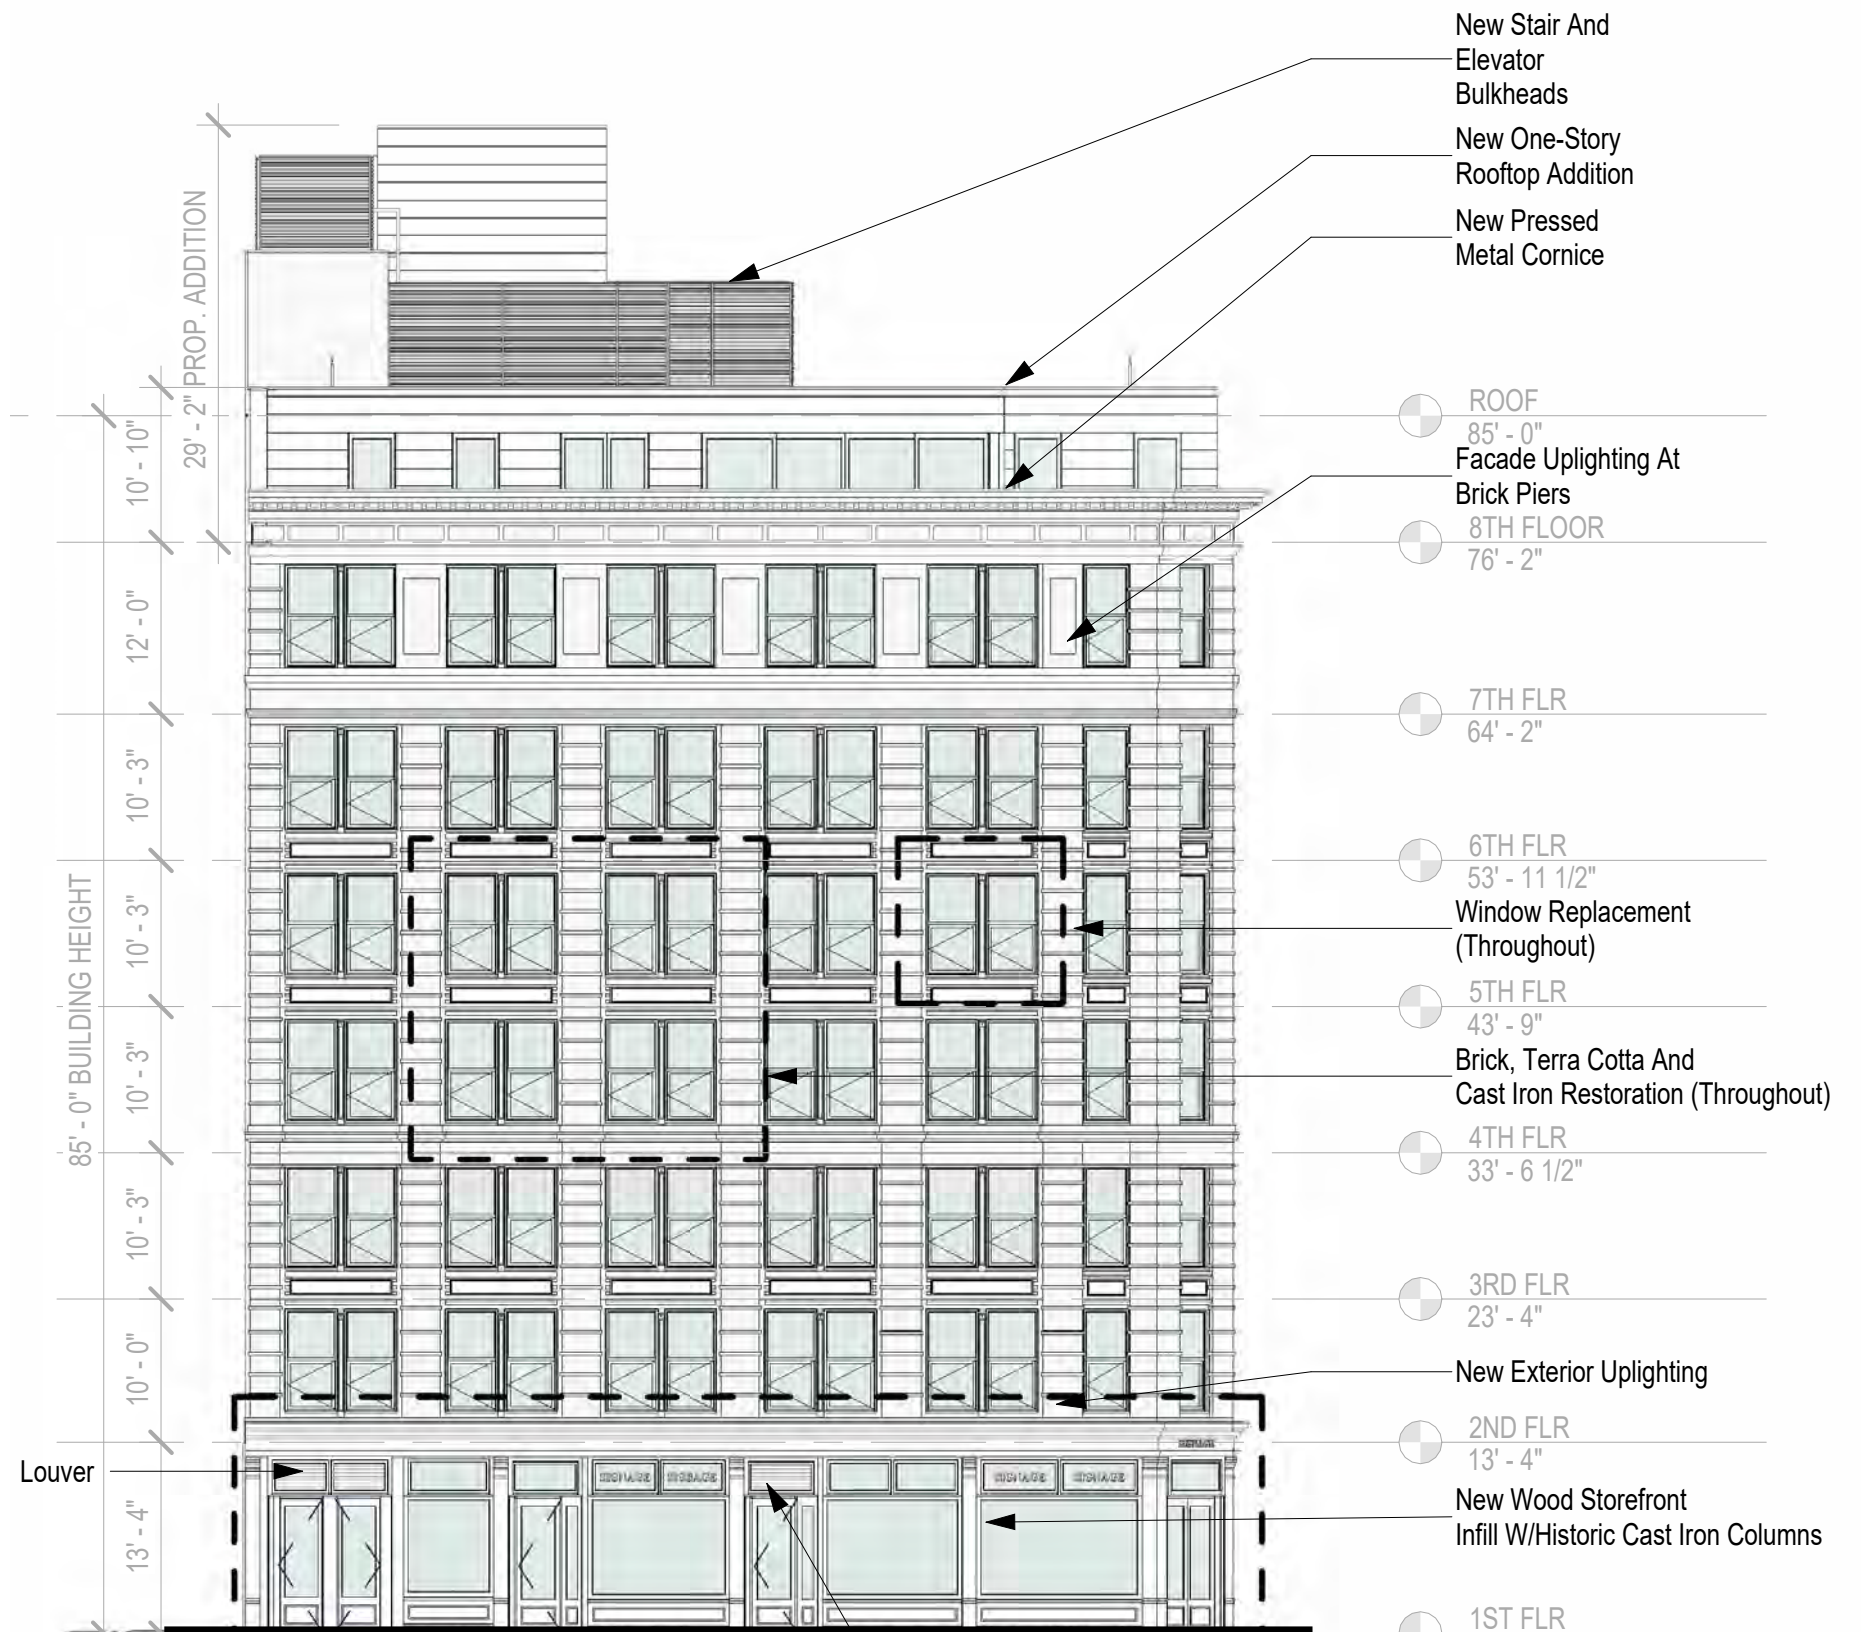 New Stair And
Elevator
Bulkheads
New One-Story
Rooftop Addition
New Pressed
Metal Cornice
29' - 2" PROP. ADDITION
10' - 10"
ROOF
85' - 0"
Facade Uplighting At
Brick Piers
8TH FLOOR
76' - 2"
12' - 0"
7TH FLR
64' - 2"
10' - 3"
6TH FLR
53' - 11 1/2"
Window Replacement
(Throughout)
10' - 3"
85' - 0" BUILDING HEIGHT
5TH FLR
43' - 9"
10' - 3"
Brick, Terra Cotta And
Cast Iron Restoration (Throughout)
4TH FLR
33' - 6 1/2"
10' - 3"
3RD FLR
23' - 4"
10' - 0"
New Exterior Uplighting
2ND FLR
13' - 4"
Louver
SIGNAGE SIGNAGE SIGNAGE SIGNAGE
New Wood Storefront
Infill W/Historic Cast Iron Columns
13' - 4"
1ST FLR